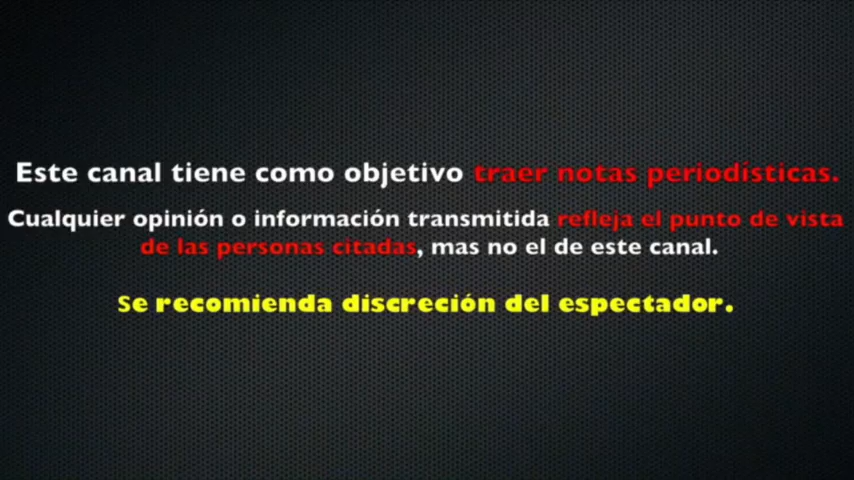 Este canal tiene como objetivo traer notas periodísticas.
Cualquier opinión o información transmitida refleja el punto de vista
de las personas citadas, mas no el de este canal.
Se recomienda discreción del espectador.